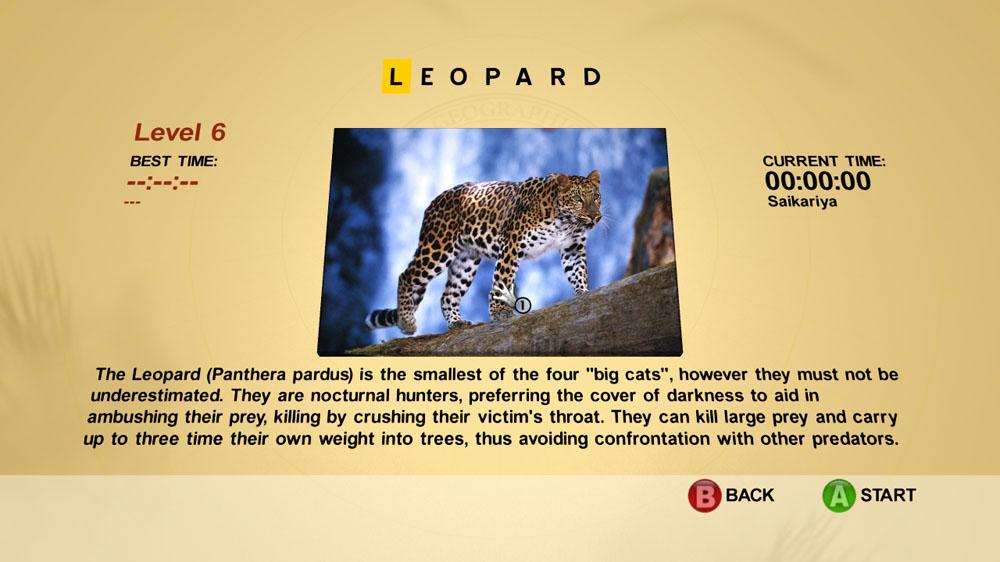 LEOPARD
Level 6
BEST TIME:
--:--:--
---
CURRENT TIME:
00:00:00
Saikariya
1
The Leopard (Panthera pardus) is the smallest of the four "big cats", however they must not be
underestimated. They are nocturnal hunters, preferring the cover of darkness to aid in
ambushing their prey, killing by crushing their victim's throat. They can kill large prey and carry
up to three time their own weight into trees, thus avoiding confrontation with other predators.
B BACK
A START